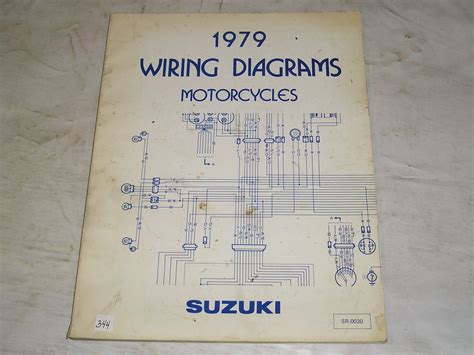 1979
WIRING DIAGRAMS
MOTORCYCLES
SUZUKI
344
SR-0020